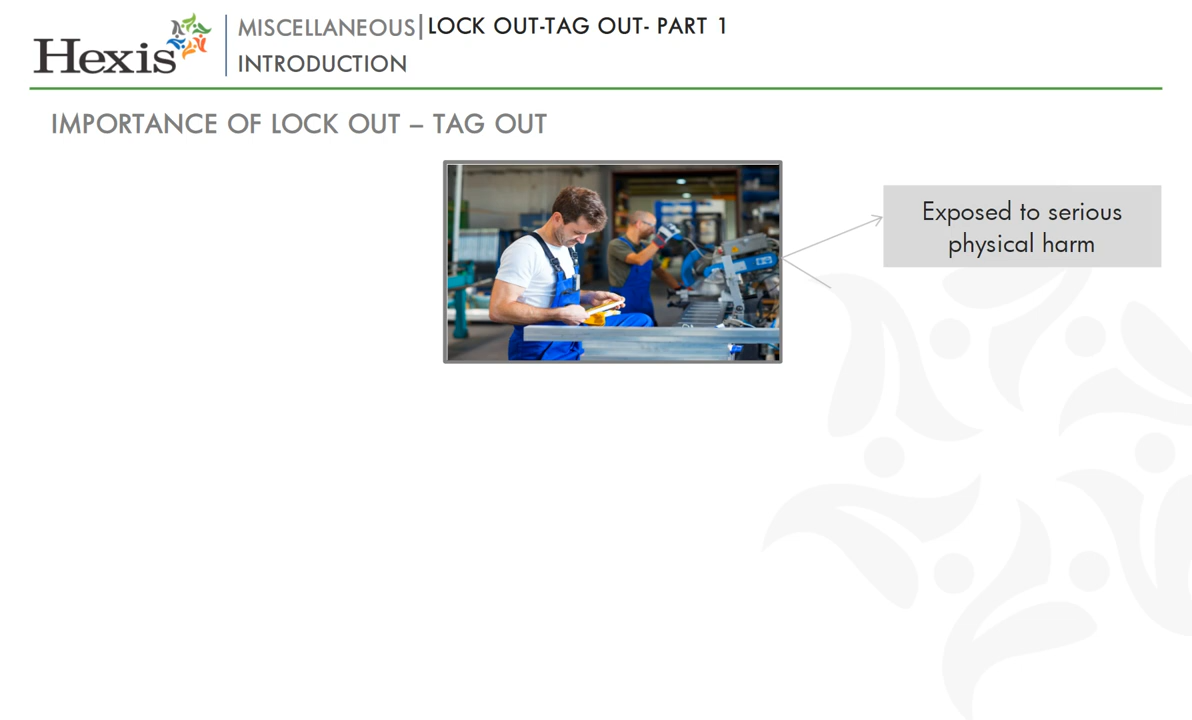 Hexis
MISCELLANEOUS|LOCK OUT-TAG OUT- PART 1
INTRODUCTION
IMPORTANCE OF LOCK OUT – TAG OUT
Exposed to serious
physical harm